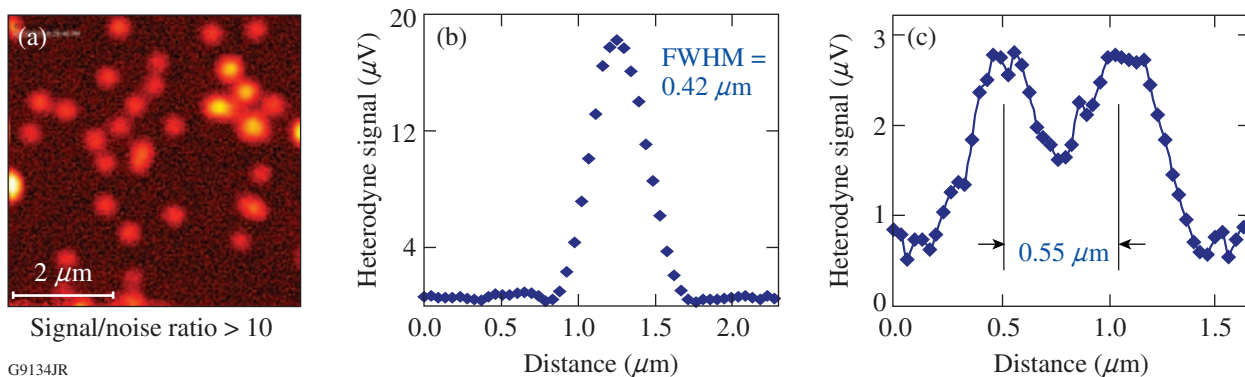 (a)
2 μm
Signal/noise ratio > 10
G9134JR
(b)
Heterodyne signal (μV)
20
12
4
FWHM =
0.42 μm
0.0 0.5 1.0 1.5 2.0
Distance (μm)
(c)
Heterodyne signal (μV)
3
2
1
0
0.55 μm
0.0 0.5 1.0 1.5
Distance (μm)